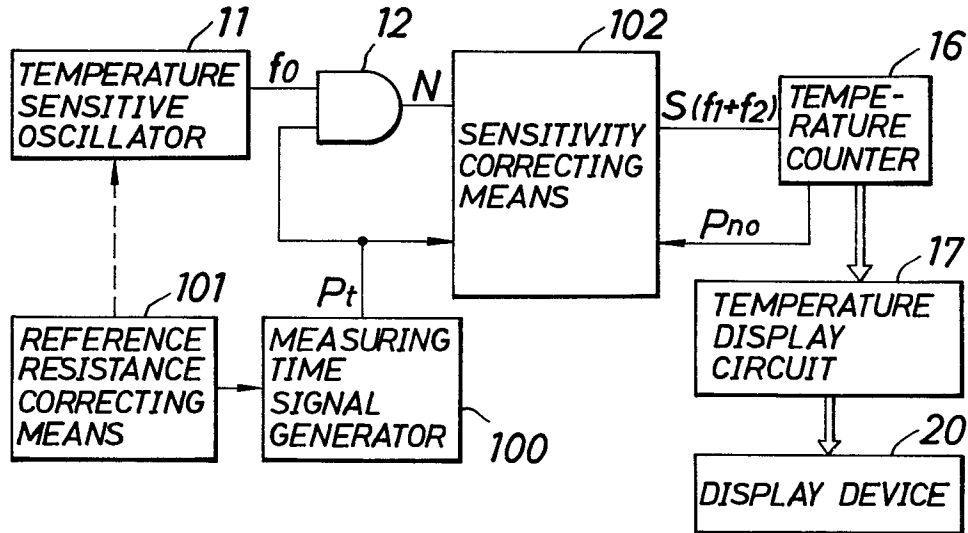 11
TEMPERATURE
SENSITIVE
OSCILLATOR
fo
12
N
102
SENSITIVITY
CORRECTING
MEANS
S(f1+f2)
16
TEMPE-
RATURE
COUNTER
Pno
17
TEMPERATURE
DISPLAY
CIRCUIT
101
REFERENCE
RESISTANCE
CORRECTING
MEANS
Pt
MEASURING
TIME
SIGNAL
GENERATOR
100
20
DISPLAY DEVICE